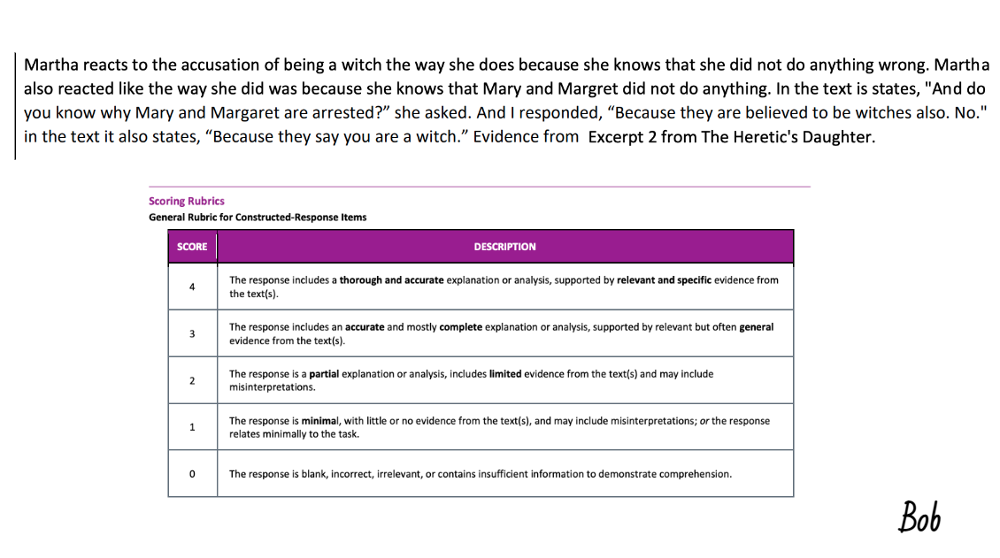 Martha reacts to the accusation of being a witch the way she does because she knows that she did not do anything wrong. Martha
also reacted like the way she did was because she knows that Mary and Margret did not do anything. In the text is states, "And do
you know why Mary and Margaret are arrested?” she asked. And I responded, “Because they are believed to be witches also. No."
in the text it also states, “Because they say you are a witch.” Evidence from Excerpt 2 from The Heretic's Daughter.
Scoring Rubrics
General Rubric for Constructed-Response Items
SCORE DESCRIPTION
4 The response includes a thorough and accurate explanation or analysis, supported by relevant and specific evidence from
the text(s).
3 The response includes an accurate and mostly complete explanation or analysis, supported by relevant but often general
evidence from the text(s).
2 The response is a partial explanation or analysis, includes limited evidence from the text(s) and may include
misinterpretations.
1 The response is minimal, with little or no evidence from the text(s), and may include misinterpretations; or the response
relates minimally to the task.
0 The response is blank, incorrect, irrelevant, or contains insufficient information to demonstrate comprehension.
Bob